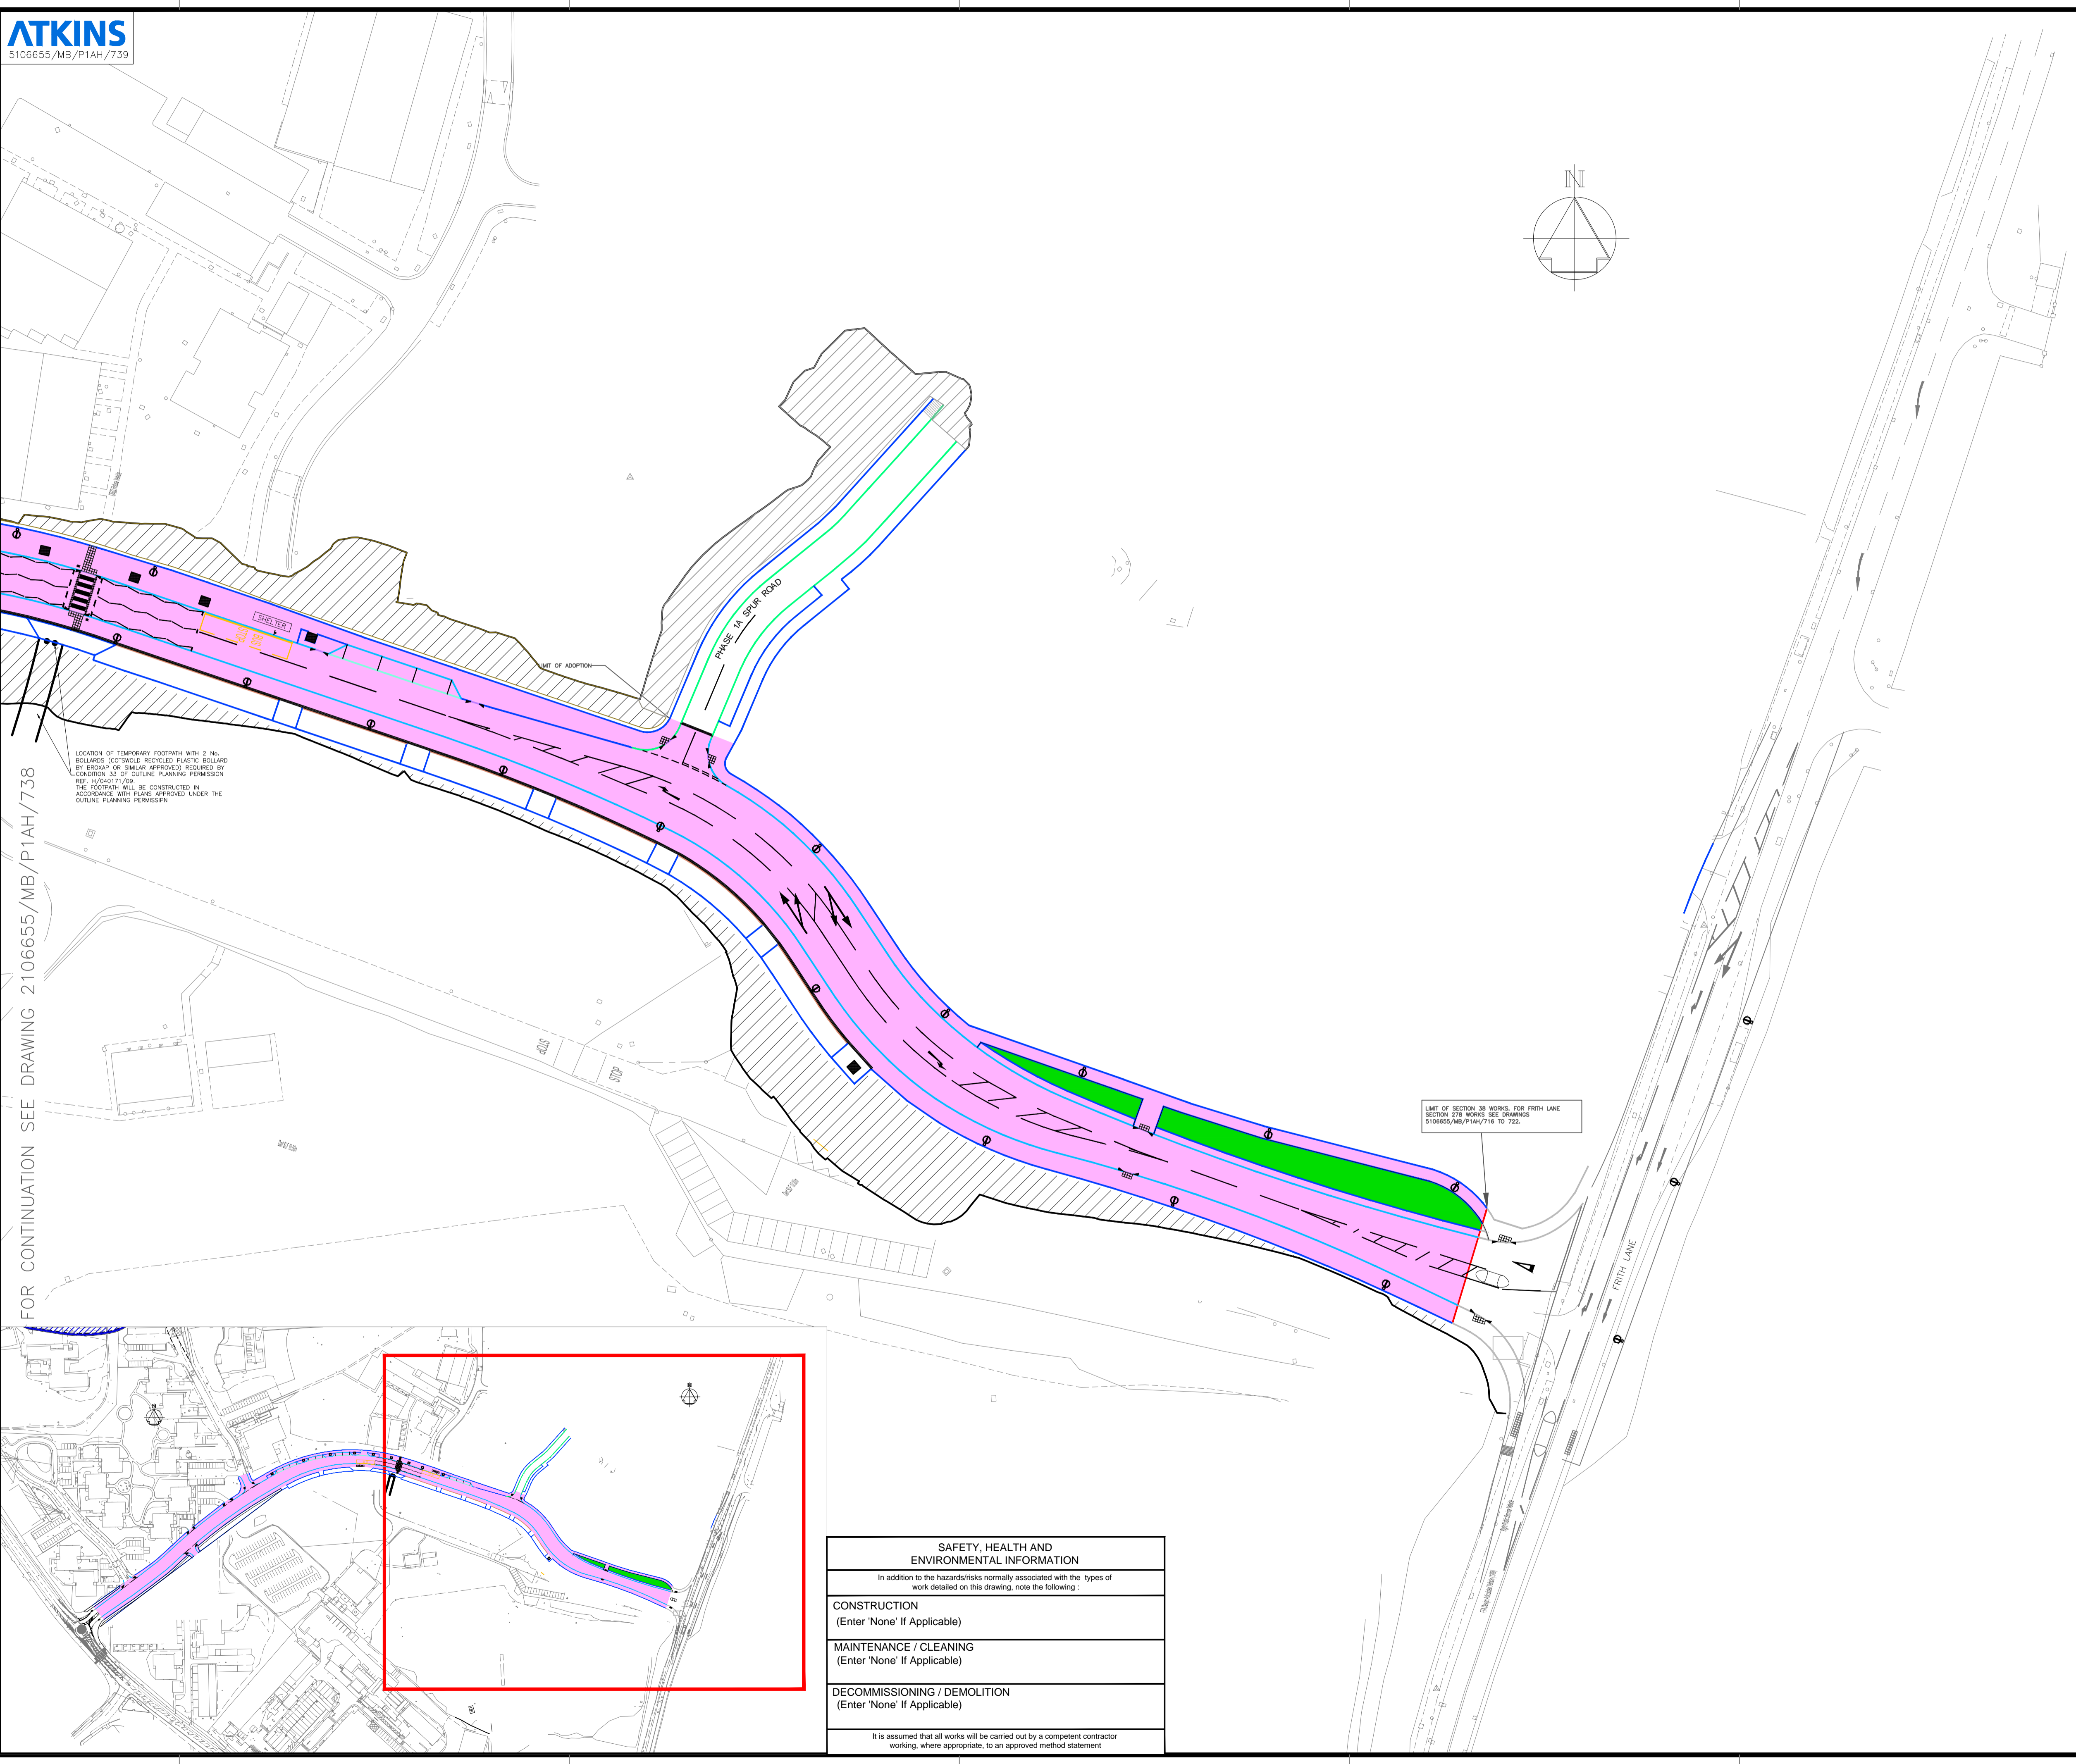 ATKINS
5106655/MB/P1AH/739
N
SHELTER
LIMIT OF ADOPTION
PHASE 1A SPUR ROAD
LOCATION OF TEMPORARY FOOTPATH WITH 2 No.
BOLLARDS (COTSWOLD RECYCLED PLASTIC BOLLARD
BY BROXAP OR SIMILAR APPROVED) REQUIRED BY
CONDITION 33 OF OUTLINE PLANNING PERMISSION
REF. H/040171/09.
THE FOOTPATH WILL BE CONSTRUCTED IN
ACCORDANCE WITH PLANS APPROVED UNDER THE
OUTLINE PLANNING PERMISSIPN
FOR CONTINUATION SEE DRAWING 2106655/MB/P1AH/738
STOP
STOP
LIMIT OF SECTION 38 WORKS. FOR FRITH LANE
SECTION 278 WORKS SEE DRAWINGS
5106655/MB/P1AH/716 TO 722.
FRITH LANE
SAFETY, HEALTH AND
ENVIRONMENTAL INFORMATION
In addition to the hazards/risks normally associated with the types of
work detailed on this drawing, note the following :
CONSTRUCTION
(Enter 'None' If Applicable)
MAINTENANCE / CLEANING
(Enter 'None' If Applicable)
DECOMMISSIONING / DEMOLITION
(Enter 'None' If Applicable)
It is assumed that all works will be carried out by a competent contractor
working, where appropriate, to an approved method statement